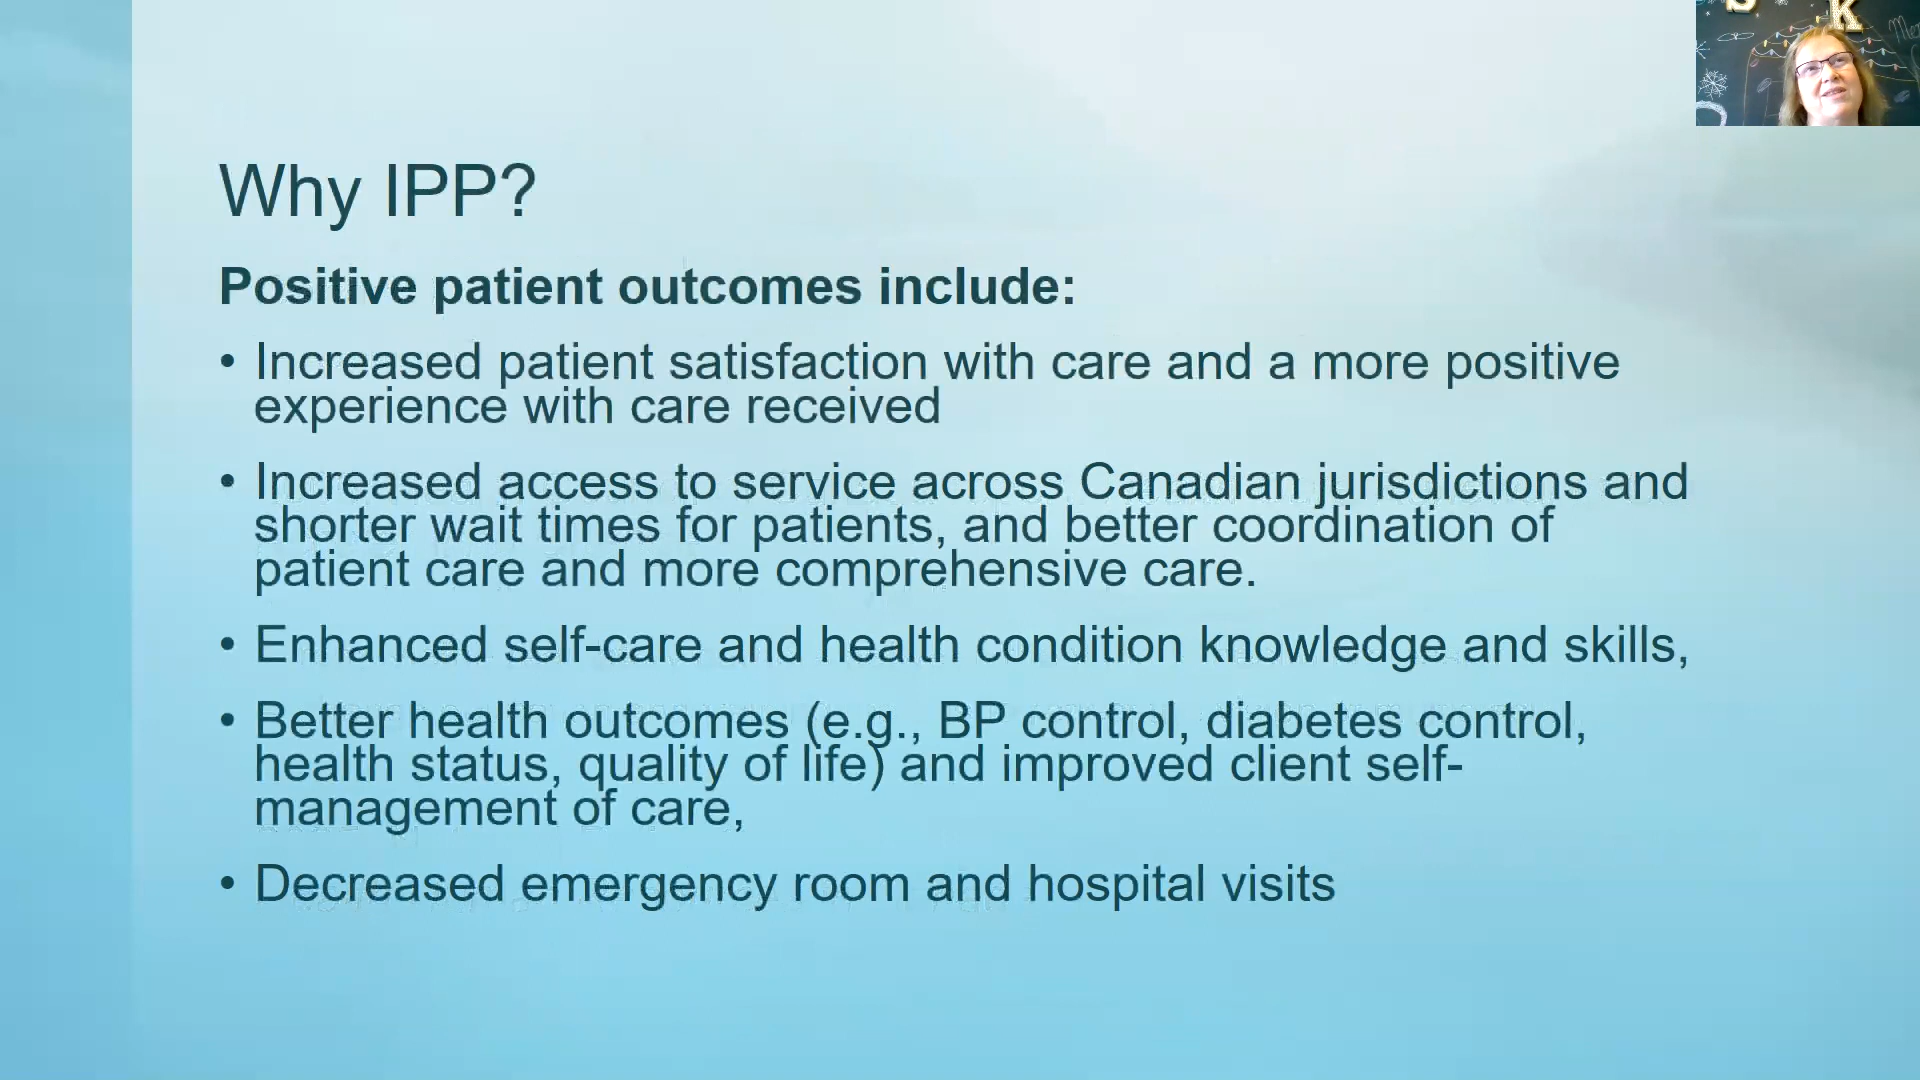 Why IPP?
Positive patient outcomes include:
• Increased patient satisfaction with care and a more positive
experience with care received
• Increased access to service across Canadian jurisdictions and
shorter wait times for patients, and better coordination of
patient care and more comprehensive care.
• Enhanced self-care and health condition knowledge and skills,
• Better health outcomes (e.g., BP control, diabetes control,
health status, quality of life) and improved client self-
management of care,
• Decreased emergency room and hospital visits
S K